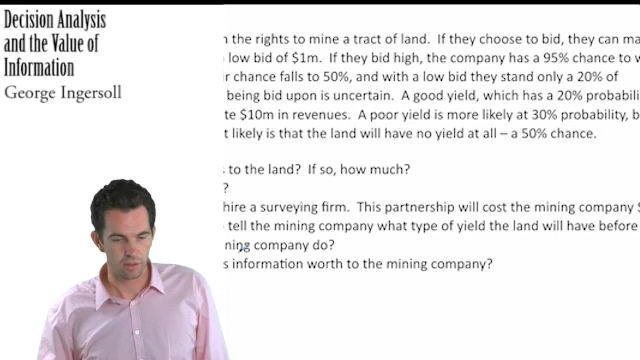 Decision Analysis
and the Value of
Information
George Ingersoll
the rights to mine a tract of land. If they choose to bid, they can
low bid of $1m. If they bid high, the company has a 95% chance to
chance falls to 50%, and with a low bid they stand only a 20% of
being bid upon is uncertain. A good yield, which has a 20%
$10m in revenues. A poor yield is more likely at 30% probability,
likely is that the land will have no yield at all – a 50% chance.
to the land? If so, how much?
?
hire a surveying firm. This partnership will cost the mining company
tell the mining company what type of yield the land will have before
company do?
information worth to the mining company?